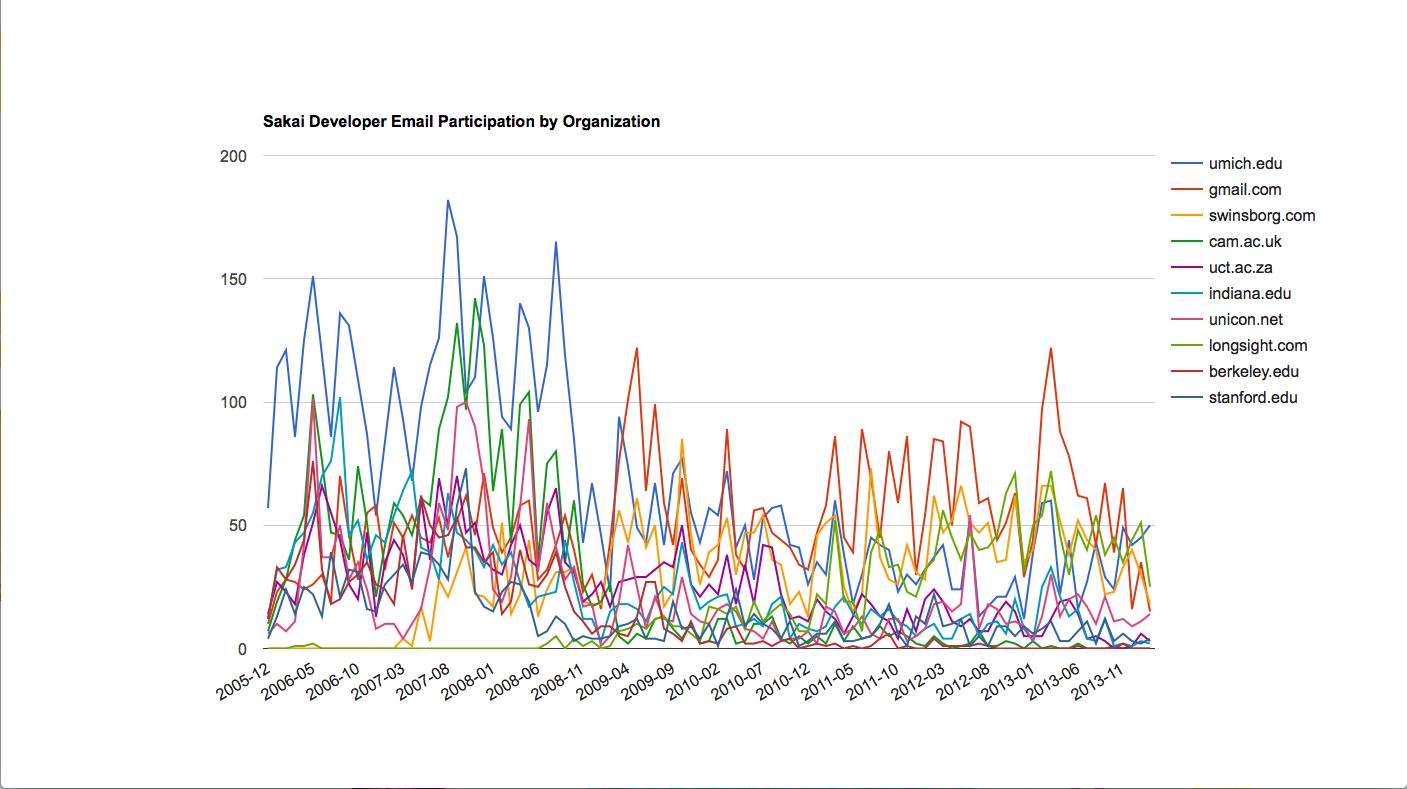 Sakai Developer Email Participation by Organization
200
150
100
50
0
umich.edu
gmail.com
swinsborg.com
cam.ac.uk
uct.ac.za
indiana.edu
unicon.net
longsight.com
berkeley.edu
stanford.edu
2005-12
2006-05
2006-10
2007-03
2007-08
2008-01
2008-06
2008-11
2009-04
2009-09
2010-02
2010-07
2010-12
2011-05
2011-10
2012-03
2012-08
2013-01
2013-06
2013-11